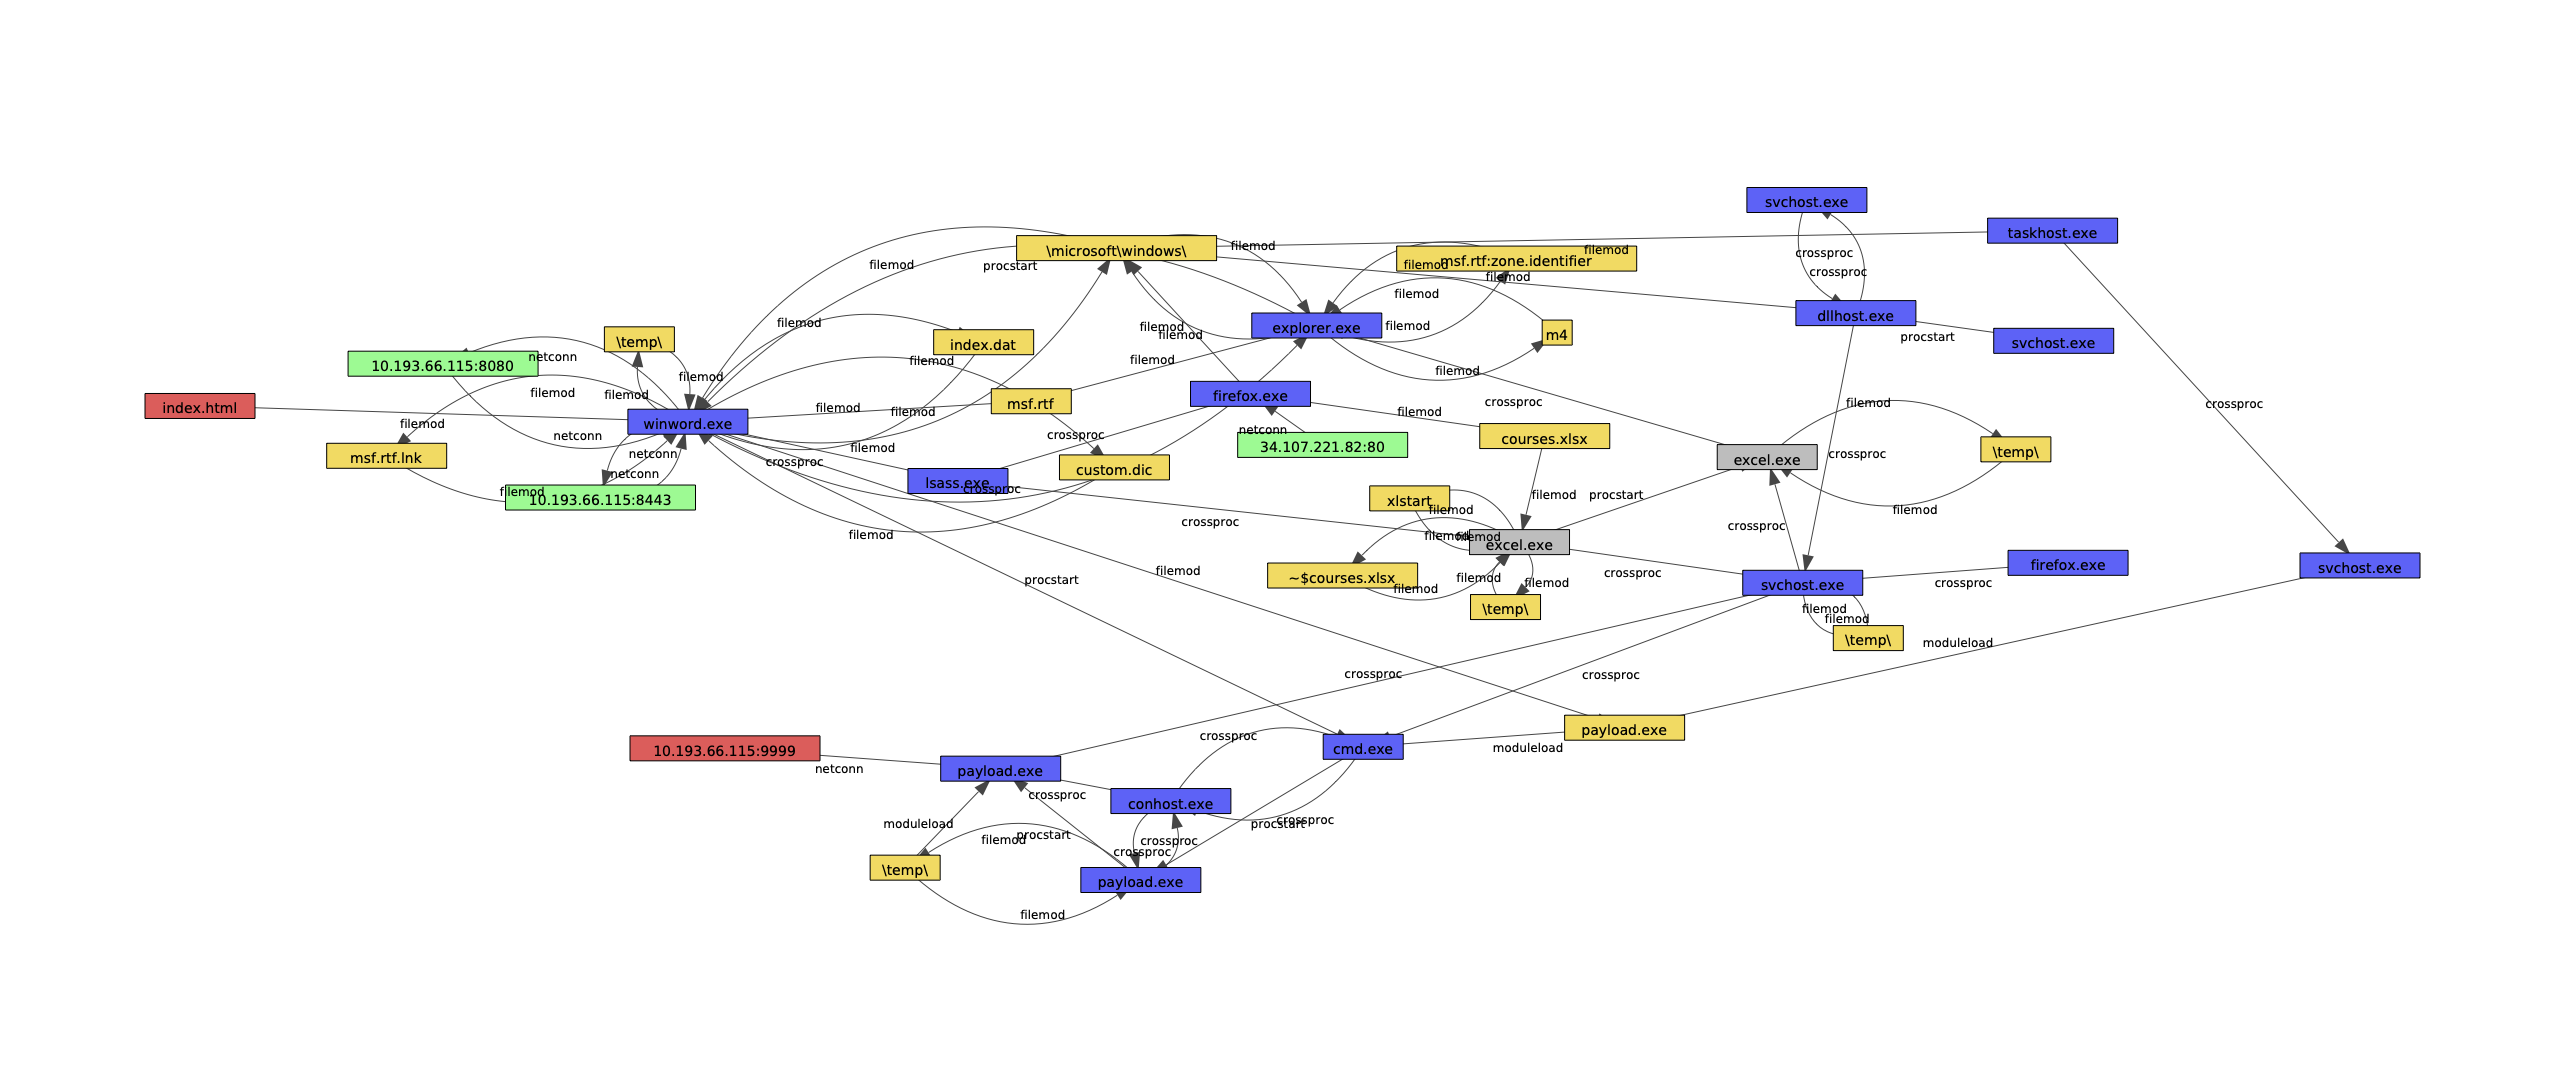 svchost.exe
taskhost.exe
filemod
\microsoft\windows\
filemod
crossproc
msf.rtf:zone.identifier
filemod
procstart
filemod
crossproc
filemod
filemod
dllhost.exe
filemod
explorer.exe
filemod
filemod
filemod
procstart
m4
\temp\
index.dat
svchost.exe
netconn
filemod
filemod
10.193.66.115:8080
filemod
filemod
filemod
filemod
firefox.exe
crossproc
index.html
filemod
msf.rtf
filemod
filemod
filemod
crossproc
filemod
winword.exe
netconn
crossproc
netconn
courses.xlsx
34.107.221.82:80
filemod
netconn
crossproc
\temp\
msf.rtf.lnk
crossproc
custom.dic
excel.exe
netconn
lsass.exe
crossproc
filemod
10.193.66.115:8443
xlstart
filemod
procstart
filemod
filemod
crossproc
crossproc
filemod
filemod
filemod
excel.exe
firefox.exe
svchost.exe
procstart
filemod
~$courses.xlsx
filemod
filemod
crossproc
svchost.exe
crossproc
filemod
\temp\
filemod
filemod
\temp\
moduleload
crossproc
crossproc
payload.exe
crossproc
10.193.66.115:9999
cmd.exe
moduleload
netconn
payload.exe
crossproc
conhost.exe
moduleload
procstart
crossproc
filemod
procstart
crossproc
crossproc
\temp\
payload.exe
filemod